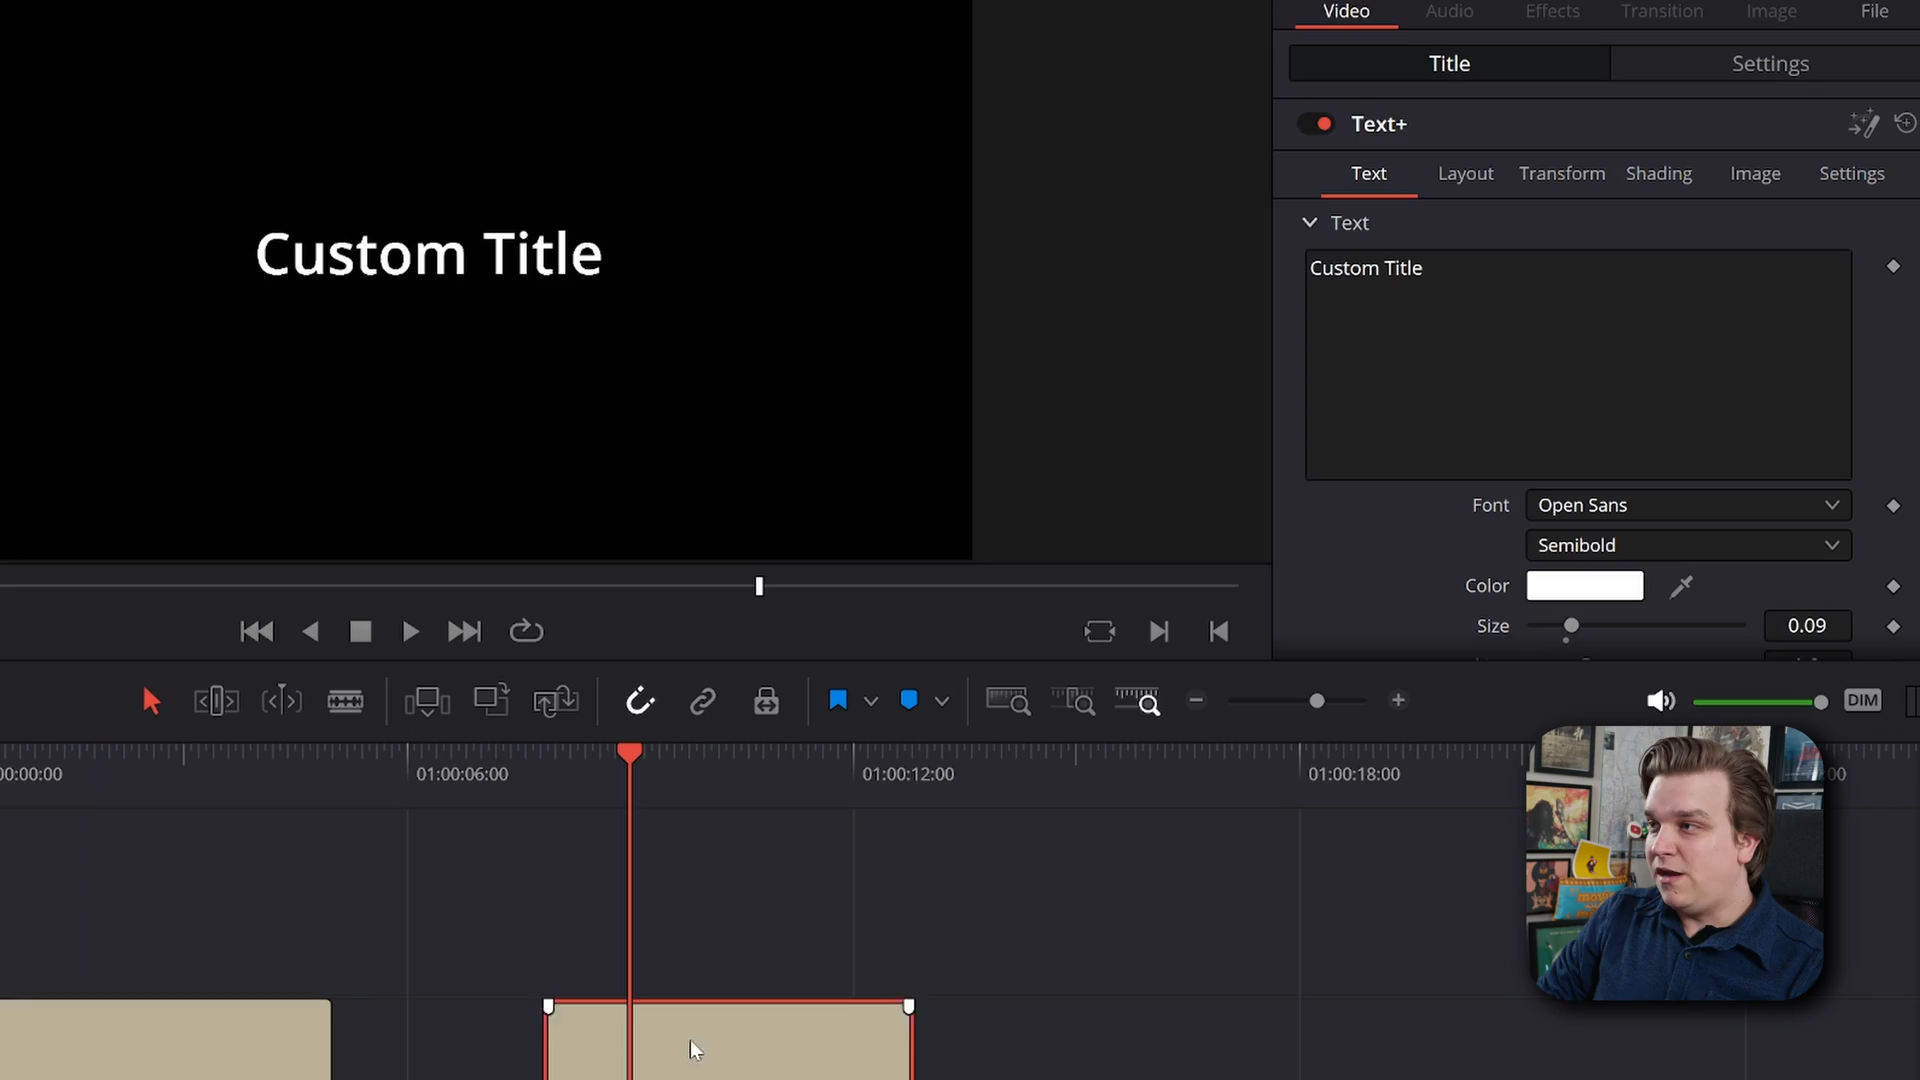 Video Audio Effects Transition Image File
Title Settings
Text+
Text Layout Transform Shading Image Settings
Text
Custom Title
Custom Title
Font Open Sans
Semibold
Color
Size 0.09
DIM
00:00:00 01:00:06:00 01:00:12:00 01:00:18:00